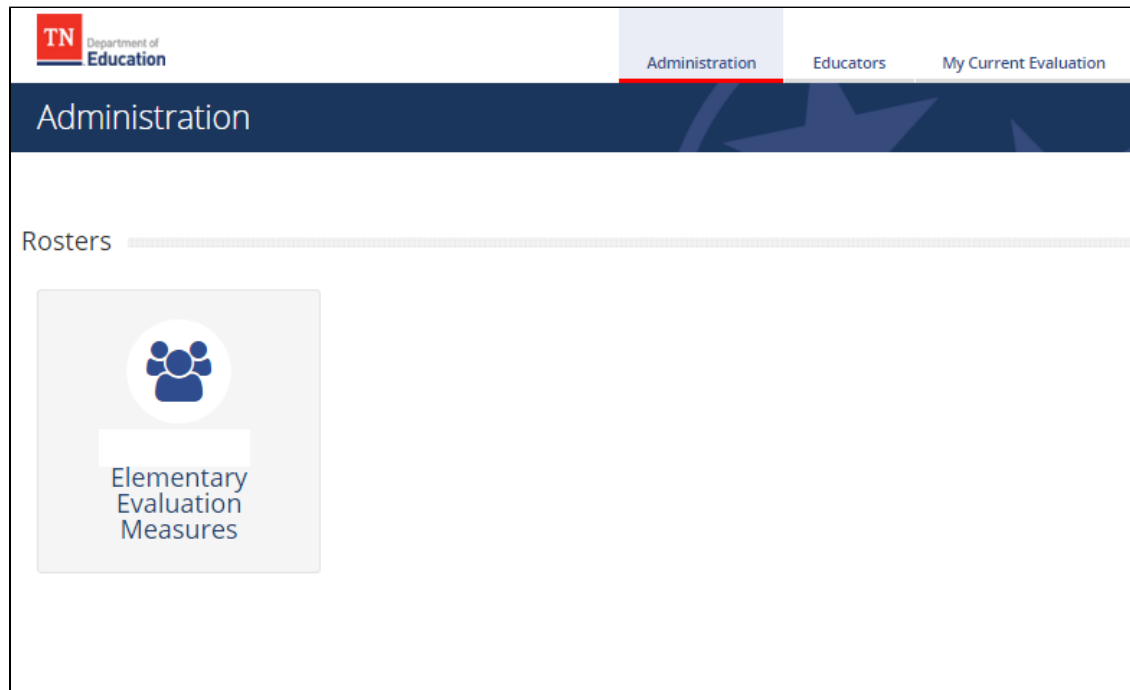 TN
Department of
Education
Administration
Educators
My Current Evaluation
Administration
Rosters
Elementary
Evaluation
Measures